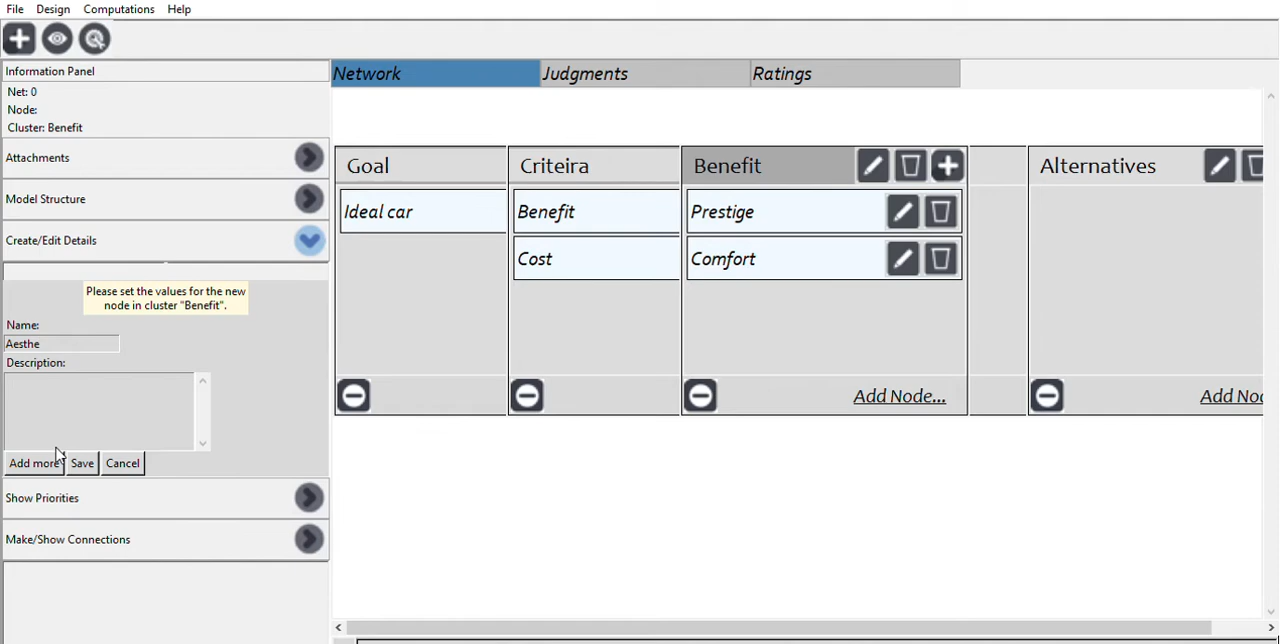 File Design Computations Help
Information Panel
Network Judgments Ratings
Net: 0
Node:
Cluster: Benefit
Attachments
Model Structure
Create/Edit Details
Please set the values for the new
node in cluster "Benefit".
Name:
Aesthe
Description:
Add more Save Cancel
Show Priorities
Make/Show Connections
Goal
Ideal car
Criteira
Benefit
Cost
Benefit
Prestige
Comfort
Add Node...
Alternatives
Add Nod